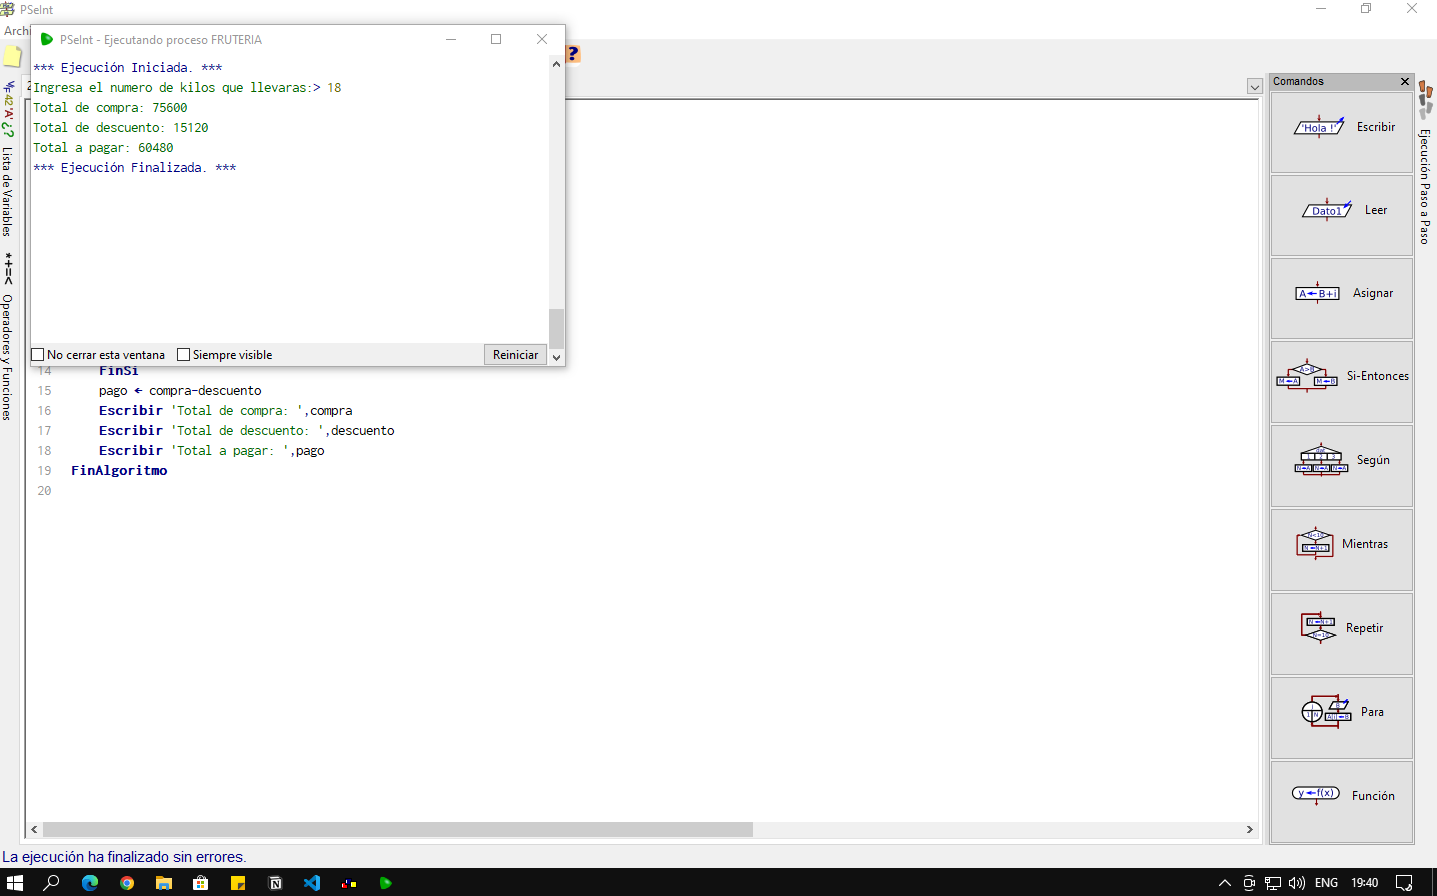 PSeInt
Archi
PSeInt - Ejecutando proceso FRUTERIA
*** Ejecución Iniciada. ***
Ingresa el numero de kilos que llevaras:> 18
Total de compra: 75600
Total de descuento: 15120
Total a pagar: 60480
*** Ejecución Finalizada. ***
No cerrar esta ventana
Siempre visible
Reiniciar
14 FinSi
15 pago ← compra-descuento
16 Escribir 'Total de compra: ',compra
17 Escribir 'Total de descuento: ',descuento
18 Escribir 'Total a pagar: ',pago
19 FinAlgoritmo
20
Lista de Variables
*+=<
Operadores y Funciones
Comandos
'Hola !' Escribir
Dato1 Leer
A←B+i Asignar
A>B M←A M←B Si-Entonces
Según
Mientras
Repetir
Para
y←f(x) Función
Ejecución Paso a Paso
La ejecución ha finalizado sin errores.
ENG 19:40